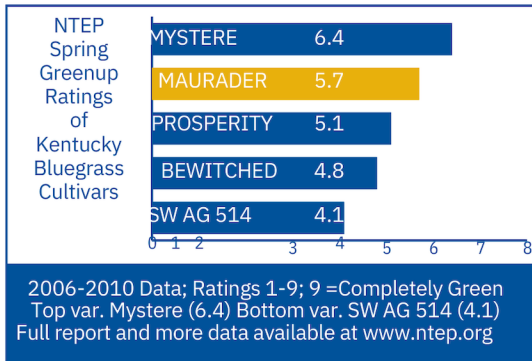 NTEP
Spring
Greenup
Ratings
of
Kentucky
Bluegrass
Cultivars
MYSTERE 6.4
MAURADER 5.7
PROSPERITY 5.1
BEWITCHED 4.8
SW AG 514 4.1
0 1 2 3 4 5 6 7 8
2006-2010 Data; Ratings 1-9; 9 =Completely Green
Top var. Mystere (6.4) Bottom var. SW AG 514 (4.1)
Full report and more data available at www.ntep.org